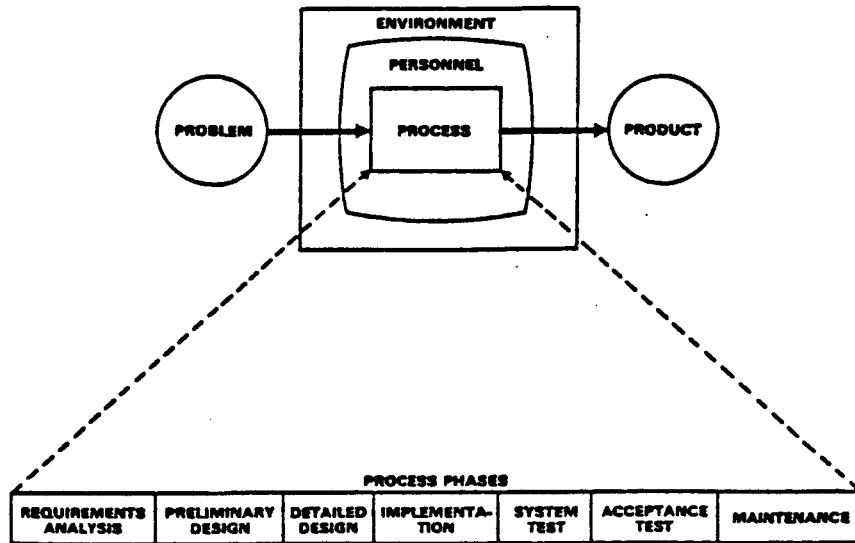 ENVIRONMENT
PERSONNEL
PROBLEM
PROCESS
PRODUCT
PROCESS PHASES
REQUIREMENTS
ANALYSIS
PRELIMINARY
DESIGN
DETAILED
DESIGN
IMPLEMENTA-
TION
SYSTEM
TEST
ACCEPTANCE
TEST
MAINTENANCE